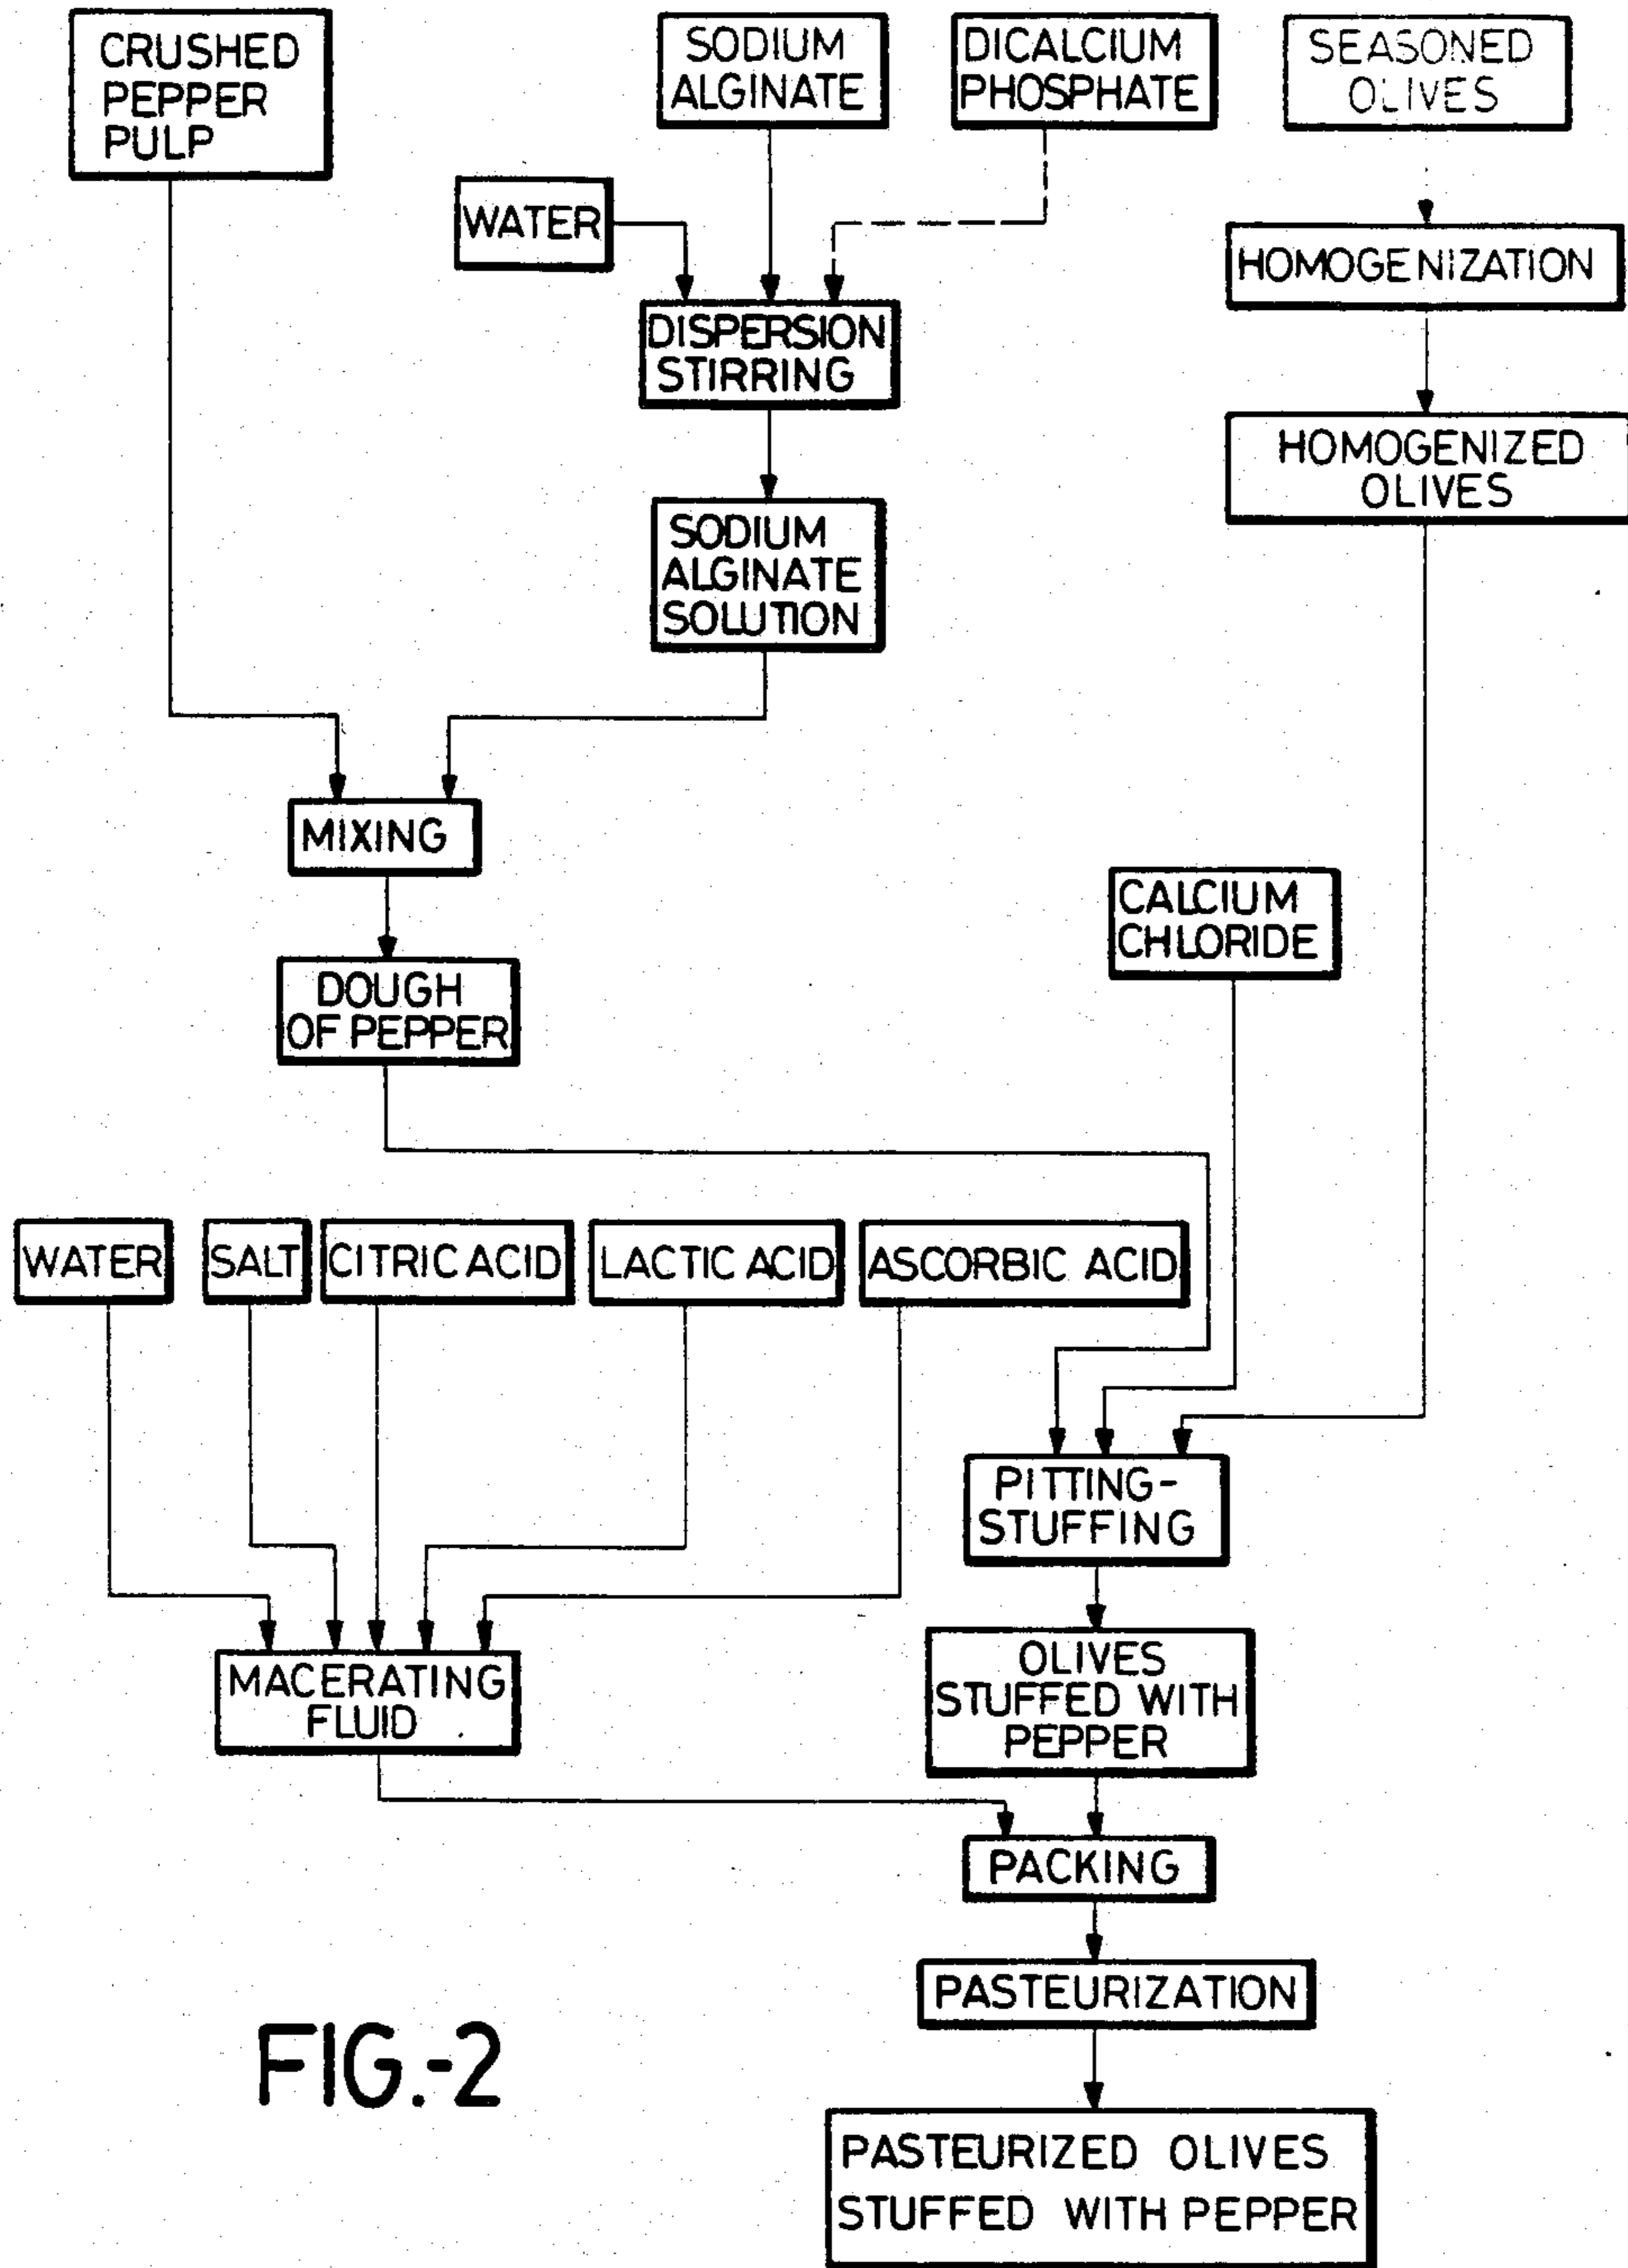 CRUSHED
PEPPER
PULP
SODIUM
ALGINATE
DICALCIUM
PHOSPHATE
SEASONED
OLIVES
WATER
HOMOGENIZATION
DISPERSION
STIRRING
HOMOGENIZED
OLIVES
SODIUM
ALGINATE
SOLUTION
MIXING
CALCIUM
CHLORIDE
DOUGH
OF PEPPER
WATER
SALT
CITRIC ACID
LACTIC ACID
ASCORBIC ACID
PITTING-
STUFFING
MACERATING
FLUID
OLIVES
STUFFED WITH
PEPPER
PACKING
PASTEURIZATION
FIG.-2
PASTEURIZED OLIVES
STUFFED WITH PEPPER